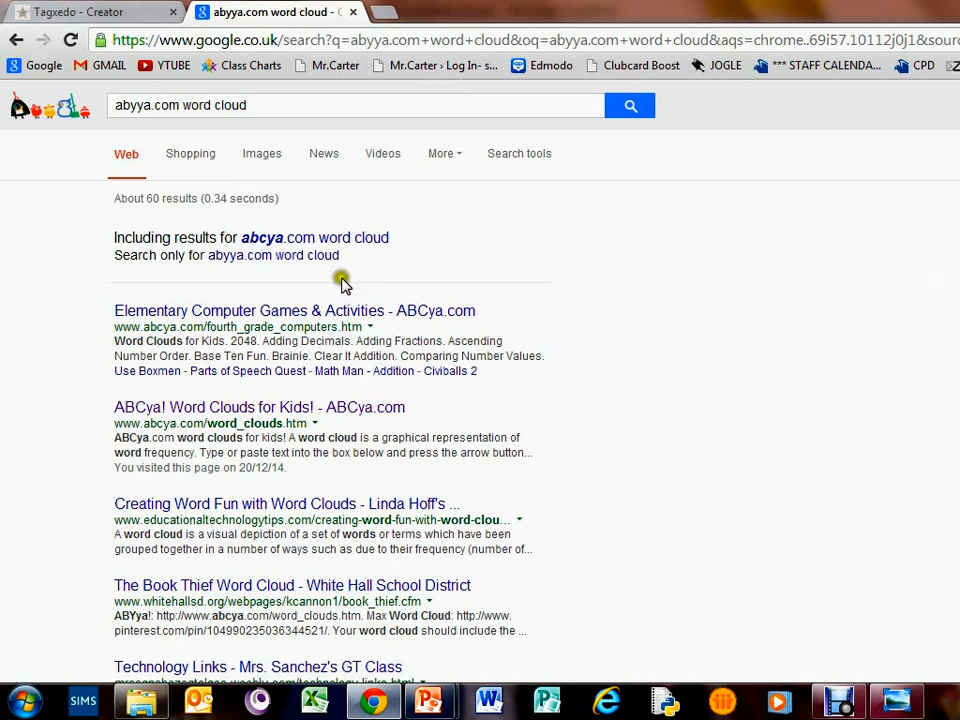 Tagxedo - Creator
abyya.com word cloud -
https://www.google.co.uk/search?q=abyya.com+word+cloud&oq=abyya.com+word+cloud&aqs=chrome..69i57.10112j0j1&sourc
Google GMAIL YTUBE Class Charts Mr.Carter Mr.Carter › Log In- s... Edmodo Clubcard Boost JOGLE *** STAFF CALENDA... CPD
abyya.com word cloud
Web Shopping Images News Videos More Search tools
About 60 results (0.34 seconds)
Including results for abcya.com word cloud
Search only for abyya.com word cloud
Elementary Computer Games & Activities - ABCya.com
www.abcya.com/fourth_grade_computers.htm
Word Clouds for Kids. 2048. Adding Decimals. Adding Fractions. Ascending
Number Order. Base Ten Fun. Brainie. Clear It Addition. Comparing Number Values.
Use Boxmen - Parts of Speech Quest - Math Man - Addition - Civiballs 2
ABCya! Word Clouds for Kids! - ABCya.com
www.abcya.com/word_clouds.htm
ABCya.com word clouds for kids! A word cloud is a graphical representation of
word frequency. Type or paste text into the box below and press the arrow button...
You visited this page on 20/12/14.
Creating Word Fun with Word Clouds - Linda Hoff's ...
www.educationaltechnologytips.com/creating-word-fun-with-word-clou...
A word cloud is a visual depiction of a set of words or terms which have been
grouped together in a number of ways such as due to their frequency (number of...
The Book Thief Word Cloud - White Hall School District
www.whitehallsd.org/webpages/kcannon1/book_thief.cfm
ABYya!: http://www.abcya.com/word_clouds.htm. Max Word Cloud: http://www.
pinterest.com/pin/104990235036344521/. Your word cloud should include the ...
Technology Links - Mrs. Sanchez's GT Class
SIMS